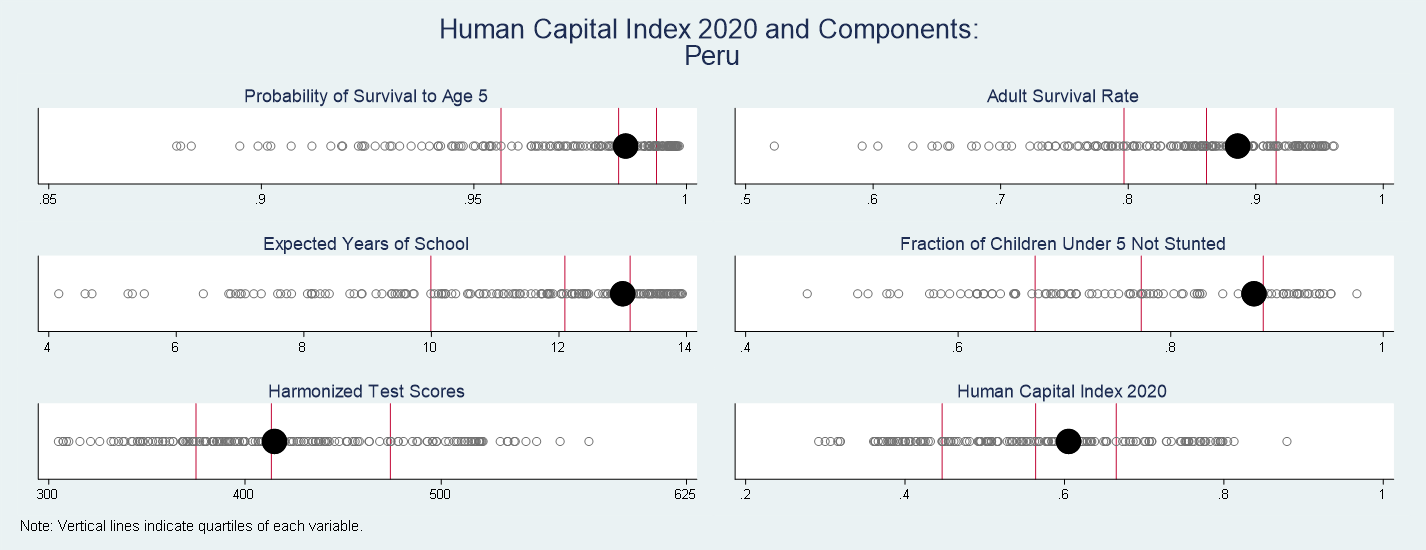 Human Capital Index 2020 and Components:
Peru
Probability of Survival to Age 5
.85 .9 .95 1
Adult Survival Rate
.5 .6 .7 .8 .9 1
Expected Years of School
4 6 8 10 12 14
Fraction of Children Under 5 Not Stunted
.4 .6 .8 1
Harmonized Test Scores
300 400 500 625
Human Capital Index 2020
.2 .4 .6 .8 1
Note: Vertical lines indicate quartiles of each variable.